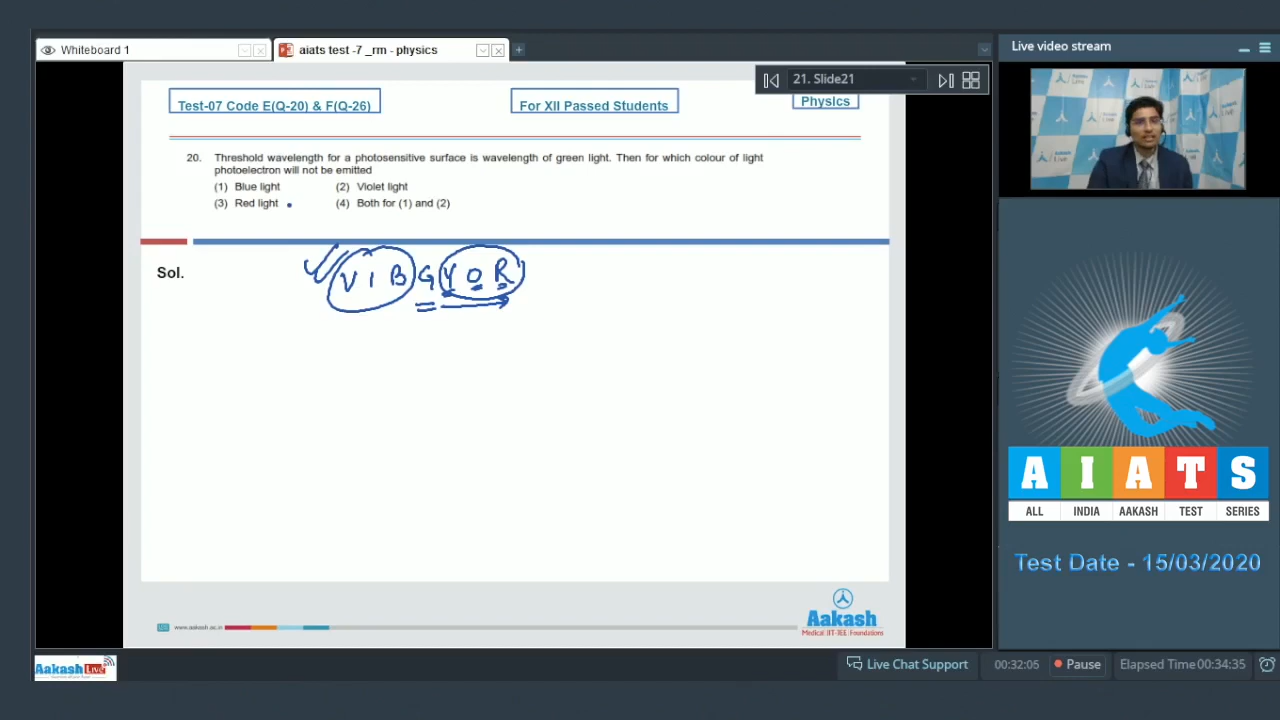 Whiteboard 1
aiats test -7 _rm - physics
Live video stream
21. Slide21
Test-07 Code E(Q-20) & F(Q-26)
For XII Passed Students
Physics
20. Threshold wavelength for a photosensitive surface is wavelength of green light. Then for which colour of light
photoelectron will not be emitted
(1) Blue light (2) Violet light
(3) Red light (4) Both for (1) and (2)
Sol.
V I B G Y O R
A I A T S
ALL INDIA AAKASH TEST SERIES
Test Date - 15/03/2020
www.aakash.ac.in
Aakash
Medical|IIT-JEE|Foundations
Aakash Live
Live Chat Support
00:32:05
Pause
Elapsed Time 00:34:35